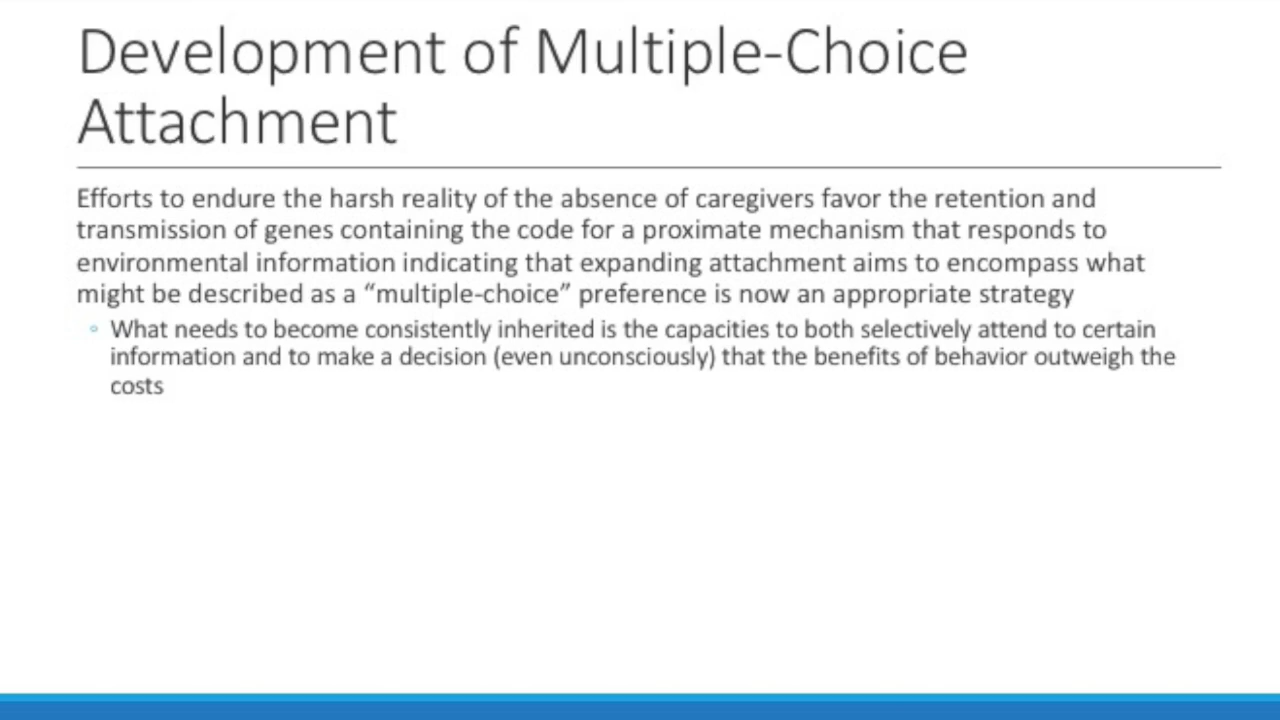 Development of Multiple-Choice
Attachment
Efforts to endure the harsh reality of the absence of caregivers favor the retention and
transmission of genes containing the code for a proximate mechanism that responds to
environmental information indicating that expanding attachment aims to encompass what
might be described as a “multiple-choice” preference is now an appropriate strategy
◦ What needs to become consistently inherited is the capacities to both selectively attend to certain
information and to make a decision (even unconsciously) that the benefits of behavior outweigh the
costs